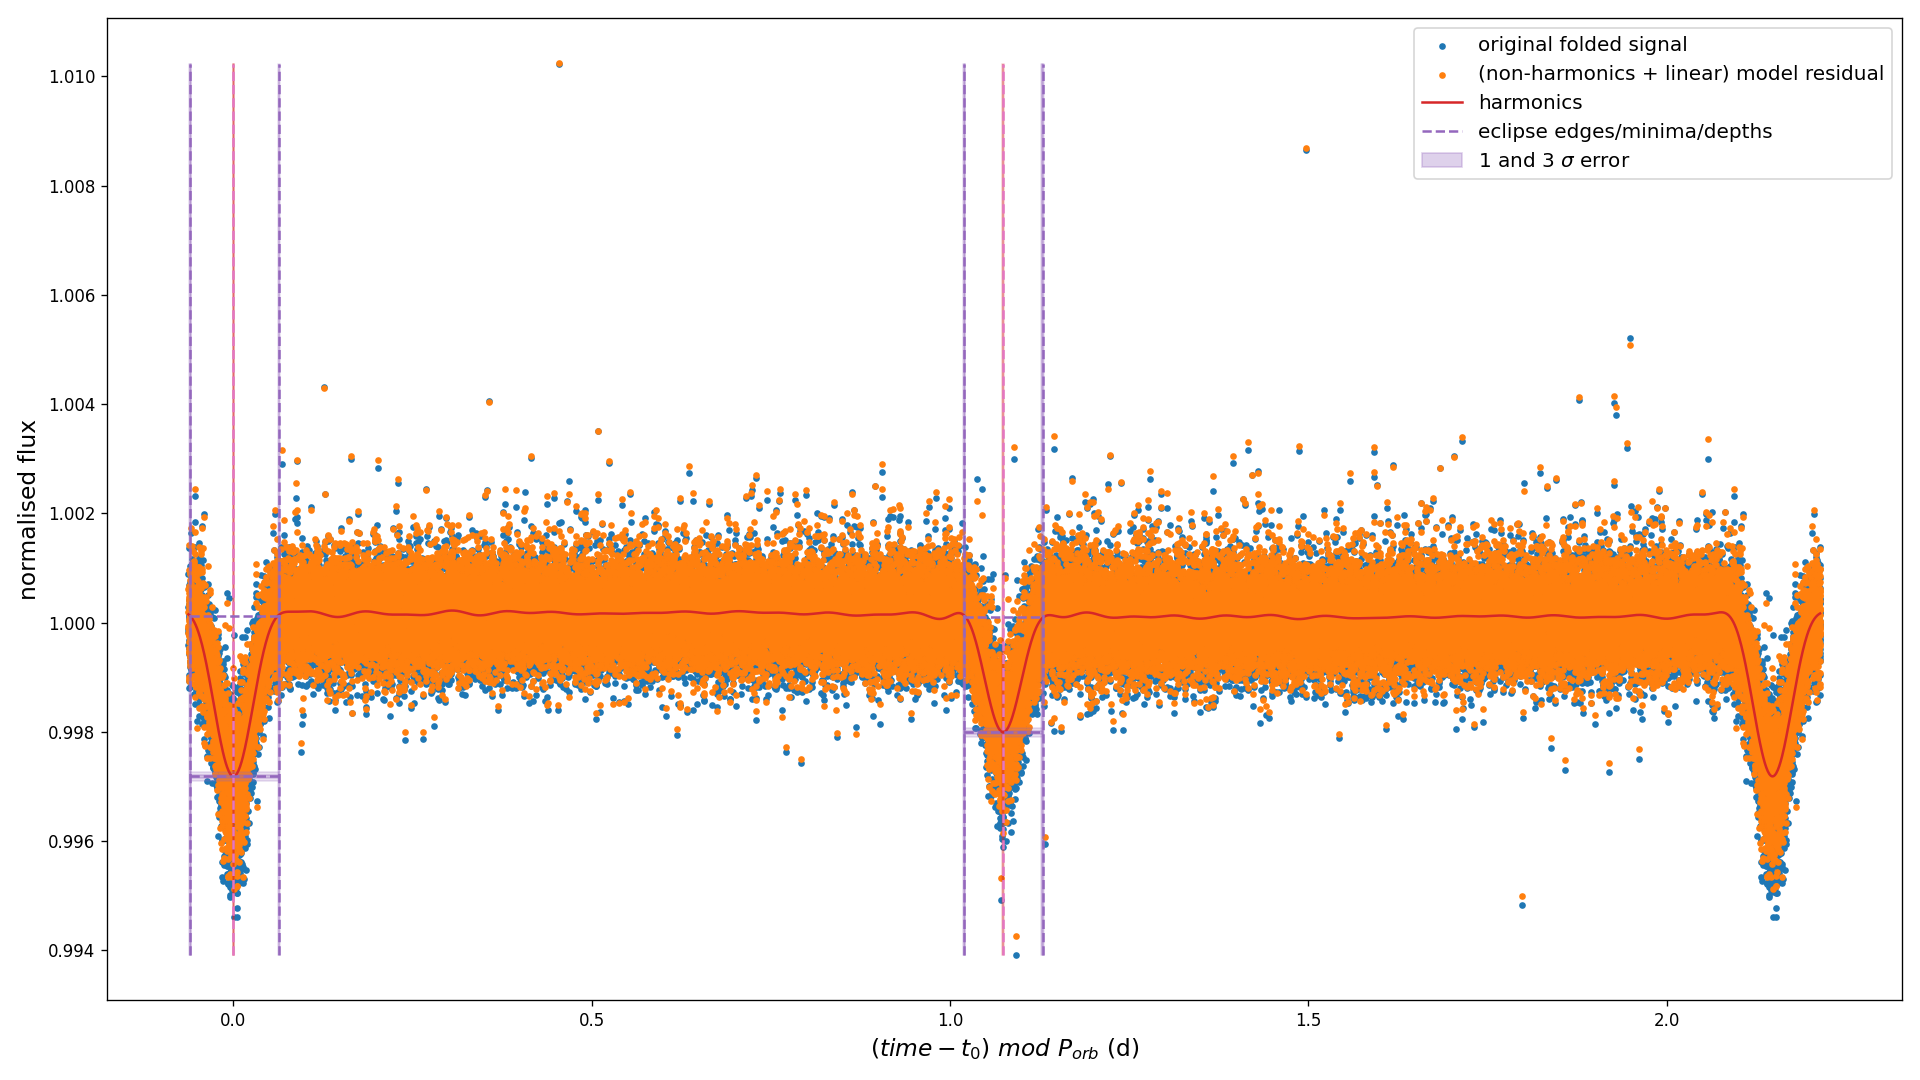 original folded signal
(non-harmonics + linear) model residual
harmonics
eclipse edges/minima/depths
1 and 3 σ error
normalised flux
1.010
1.008
1.006
1.004
1.002
1.000
0.998
0.996
0.994
0.0 0.5 1.0 1.5 2.0
(time − t₀) mod Pₒᵣb (d)